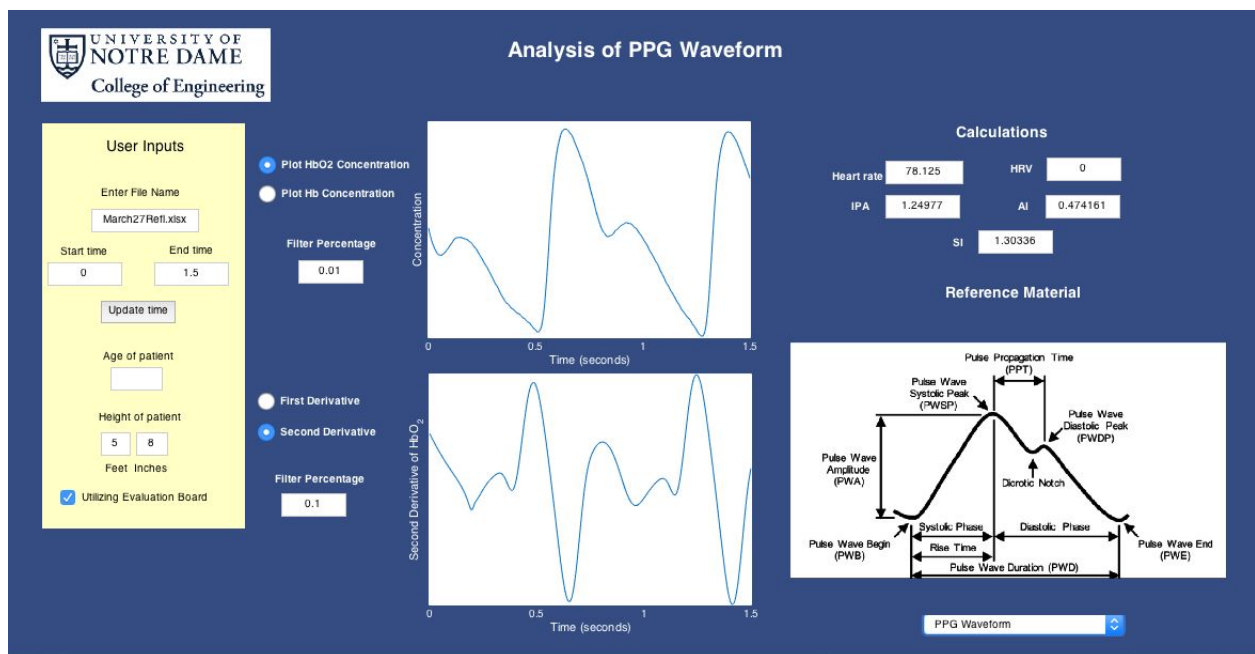 UNIVERSITY OF
NOTRE DAME
College of Engineering
Analysis of PPG Waveform
User Inputs
Enter File Name
March27Refl.xlsx
Start time
End time
0
1.5
Update time
Age of patient
Height of patient
5
8
Feet Inches
Utilizing Evaluation Board
Plot HbO2 Concentration
Plot Hb Concentration
Filter Percentage
0.01
First Derivative
Second Derivative
Filter Percentage
0.1
Concentration
0
0.5
1
1.5
Time (seconds)
Second Derivative of HbO₂
0
0.5
1
1.5
Time (seconds)
Calculations
Heart rate
78.125
HRV
0
IPA
1.24977
AI
0.474161
SI
1.30336
Reference Material
Pulse Propagation Time
(PPT)
Pulse Wave
Systolic Peak
(PWSP)
Pulse Wave
Diastolic Peak
(PWDP)
Pulse Wave
Amplitude
(PWA)
Dicrotic Notch
Systolic Phase
Diastolic Phase
Pulse Wave Begin
(PWB)
Rise Time
Pulse Wave End
(PWE)
Pulse Wave Duration (PWD)
PPG Waveform